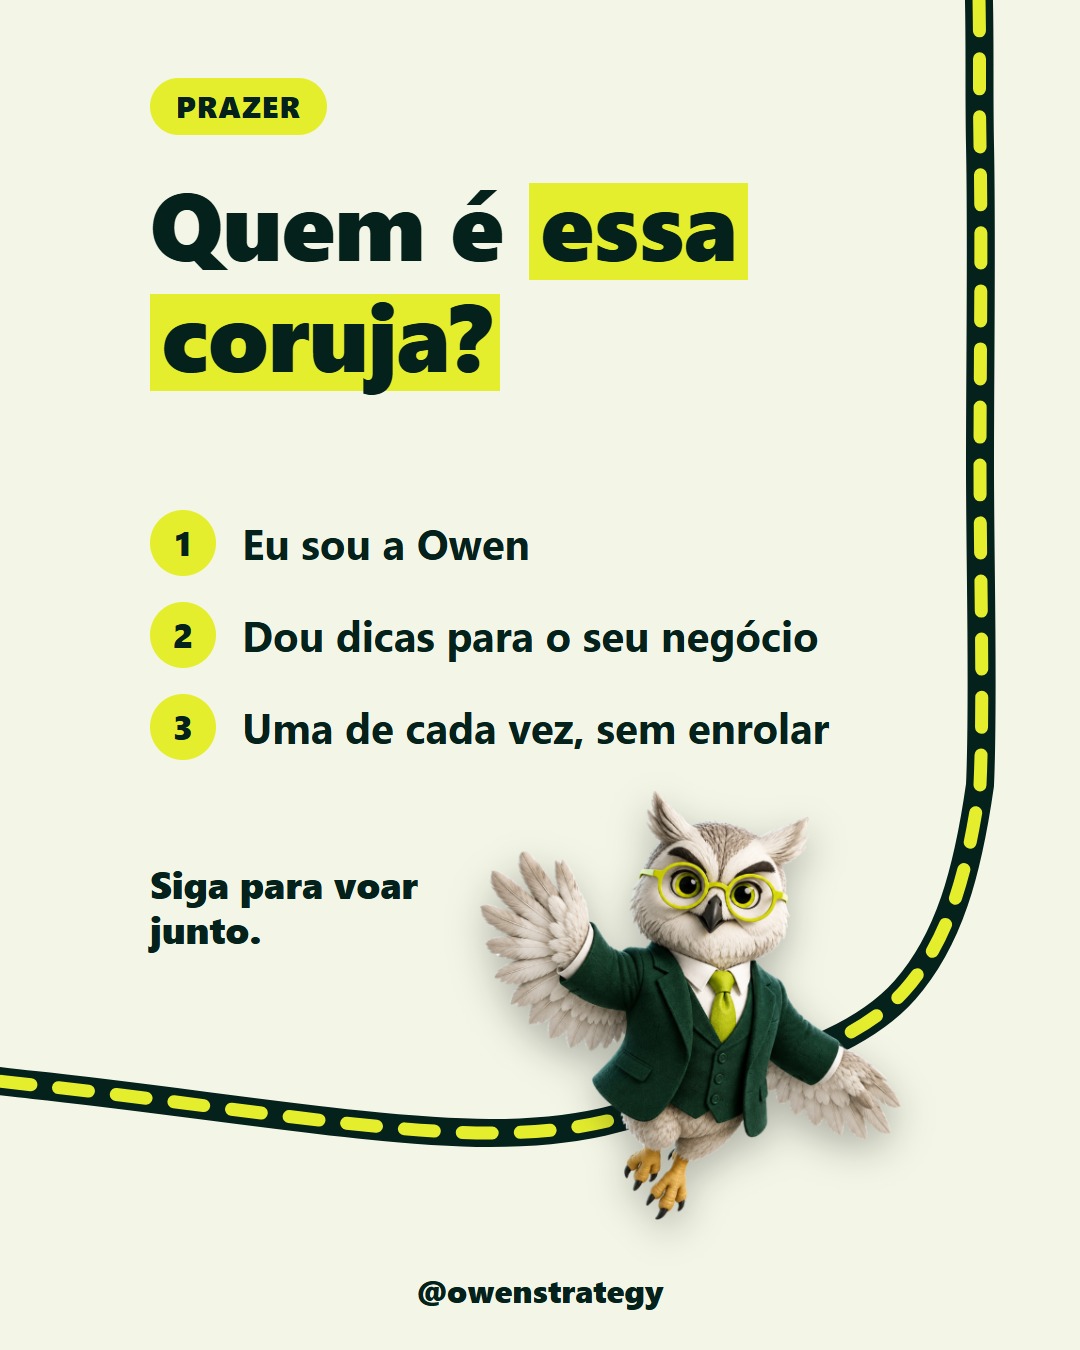 PRAZER
Quem é essa
coruja?
1 Eu sou a Owen
2 Dou dicas para o seu negócio
3 Uma de cada vez, sem enrolar
Siga para voar
junto.
@owenstrategy